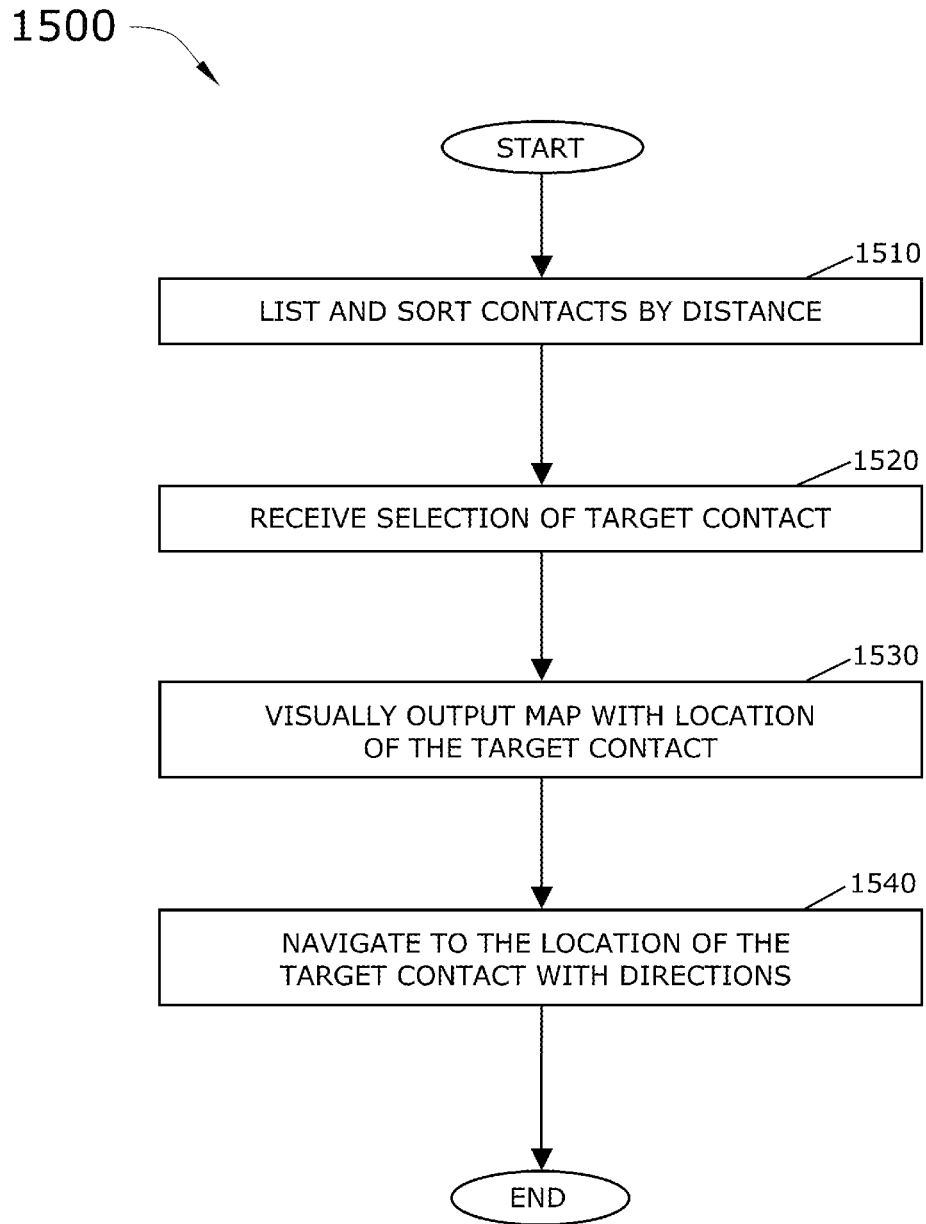 1500
START
1510
LIST AND SORT CONTACTS BY DISTANCE
1520
RECEIVE SELECTION OF TARGET CONTACT
1530
VISUALLY OUTPUT MAP WITH LOCATION
OF THE TARGET CONTACT
1540
NAVIGATE TO THE LOCATION OF THE
TARGET CONTACT WITH DIRECTIONS
END